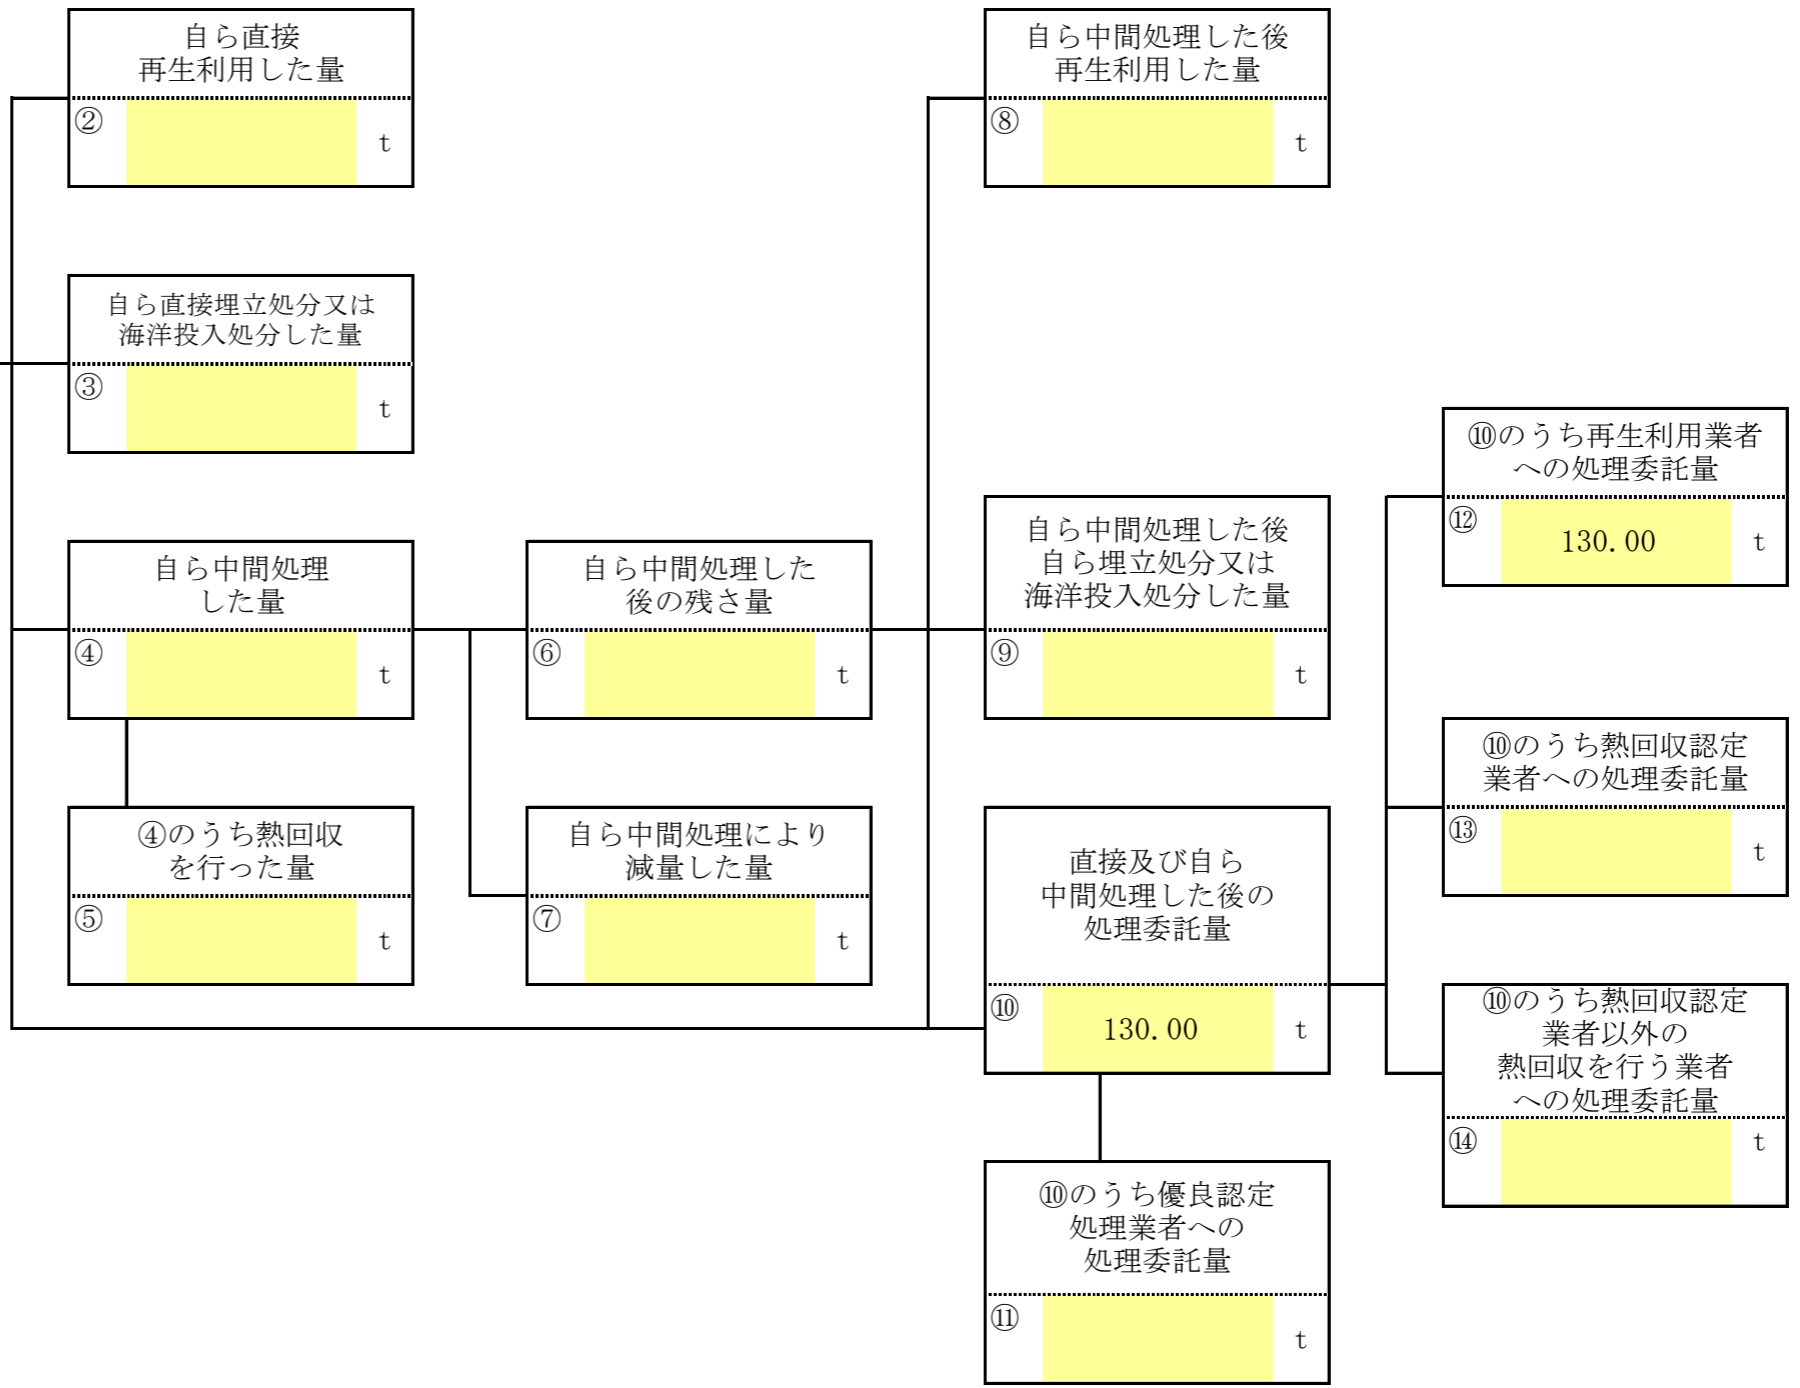 自ら直接
再生利用した量
②
t
自ら中間処理した後
再生利用した量
⑧
t
自ら直接埋立処分又は
海洋投入処分した量
③
t
⑩のうち再生利用業者
への処理委託量
⑫
130.00
t
自ら中間処理
した量
④
t
自ら中間処理した
後の残さ量
⑥
t
自ら中間処理した後
自ら埋立処分又は
海洋投入処分した量
⑨
t
⑩のうち熱回収認定
業者への処理委託量
⑬
t
④のうち熱回収
を行った量
⑤
t
自ら中間処理により
減量した量
⑦
t
直接及び自ら
中間処理した後の
処理委託量
⑩
130.00
t
⑩のうち熱回収認定
業者以外の
熱回収を行う業者
への処理委託量
⑭
t
⑩のうち優良認定
処理業者への
処理委託量
⑪
t